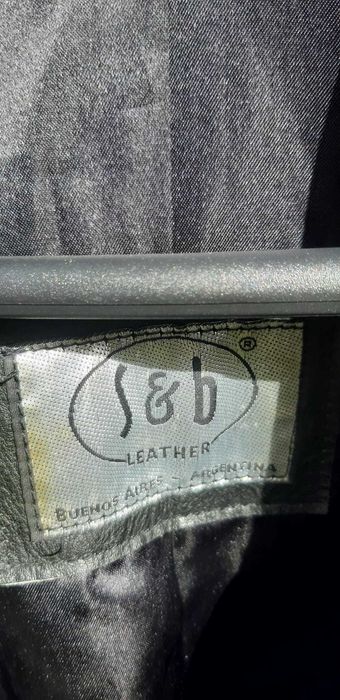 ®
s & b
LEATHER
BUENOS AIRES - ARGENTINA